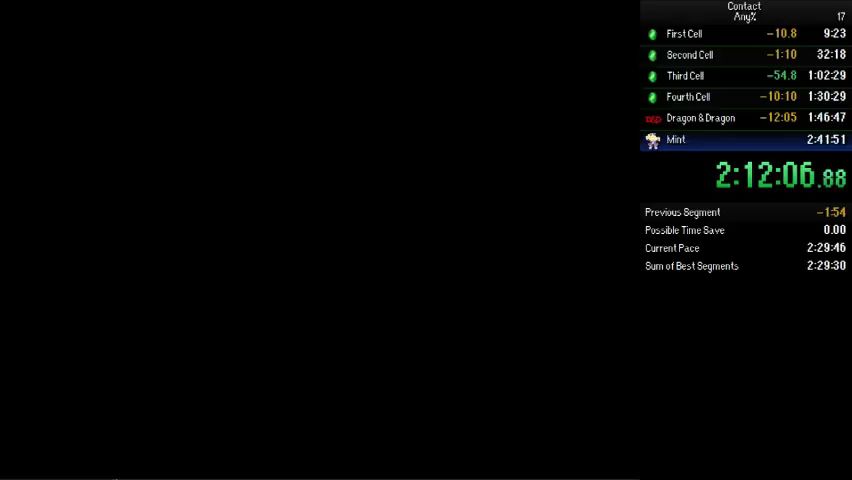 Contact
Any% 17
First Cell -10.8 9:23
Second Cell -1:10 32:18
Third Cell -54.8 1:02:29
Fourth Cell -10:10 1:30:29
Dragon & Dragon -12:05 1:46:47
Mint 2:41:51
2:12:06.88
Previous Segment -1:54
Possible Time Save 0.00
Current Pace 2:29:46
Sum of Best Segments 2:29:30